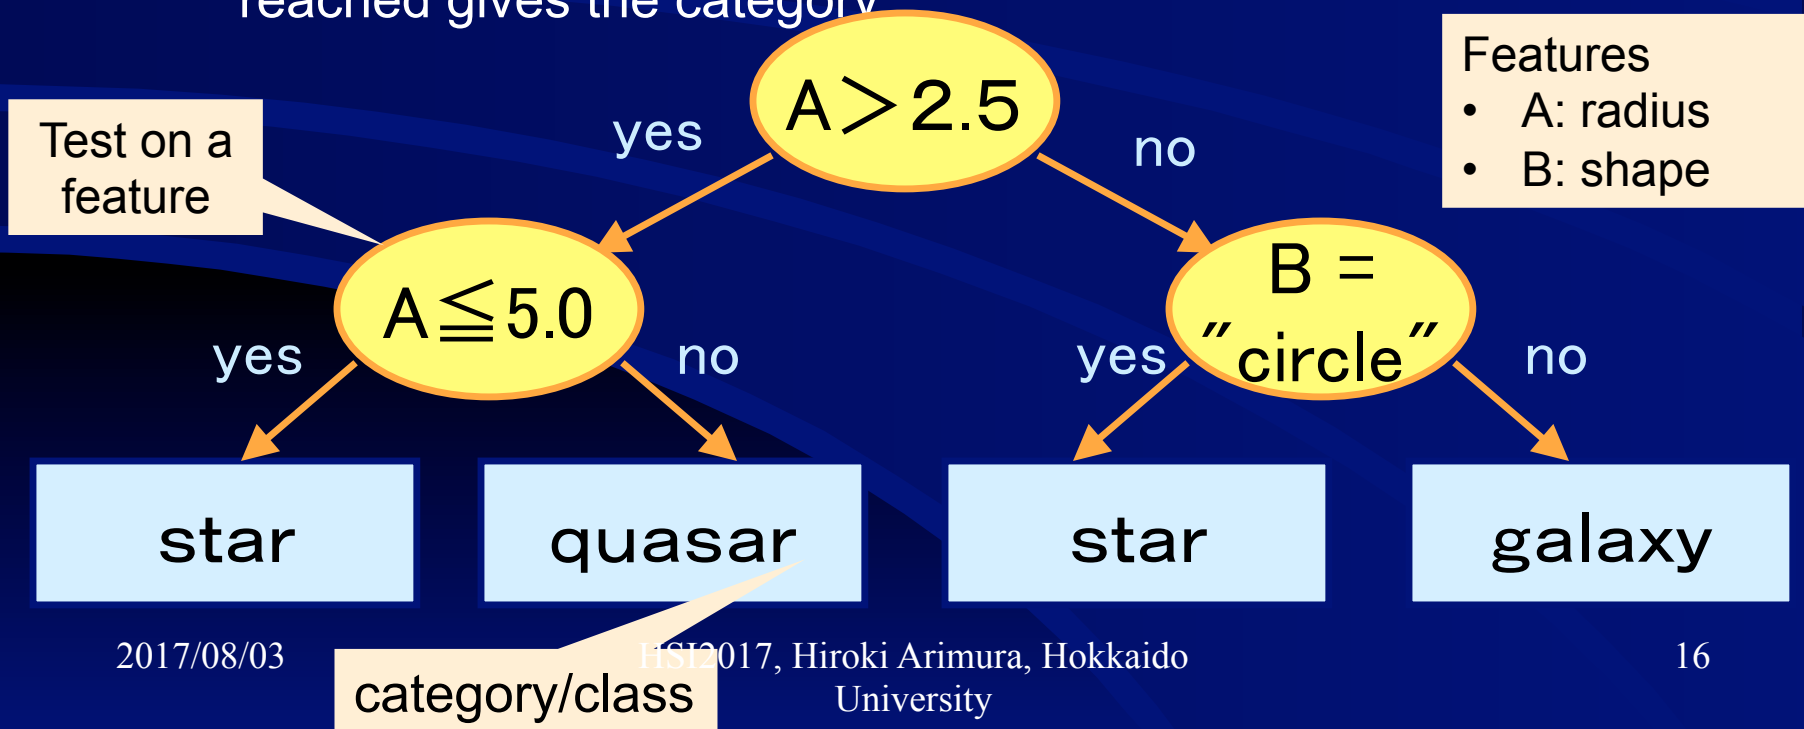 reached gives the category
A＞2.5
Features
• A: radius
• B: shape
Test on a
feature
yes
no
A≦5.0
B =
″circle″
yes
no
yes
no
star
quasar
star
galaxy
2017/08/03
HSI2017, Hiroki Arimura, Hokkaido
University
16
category/class